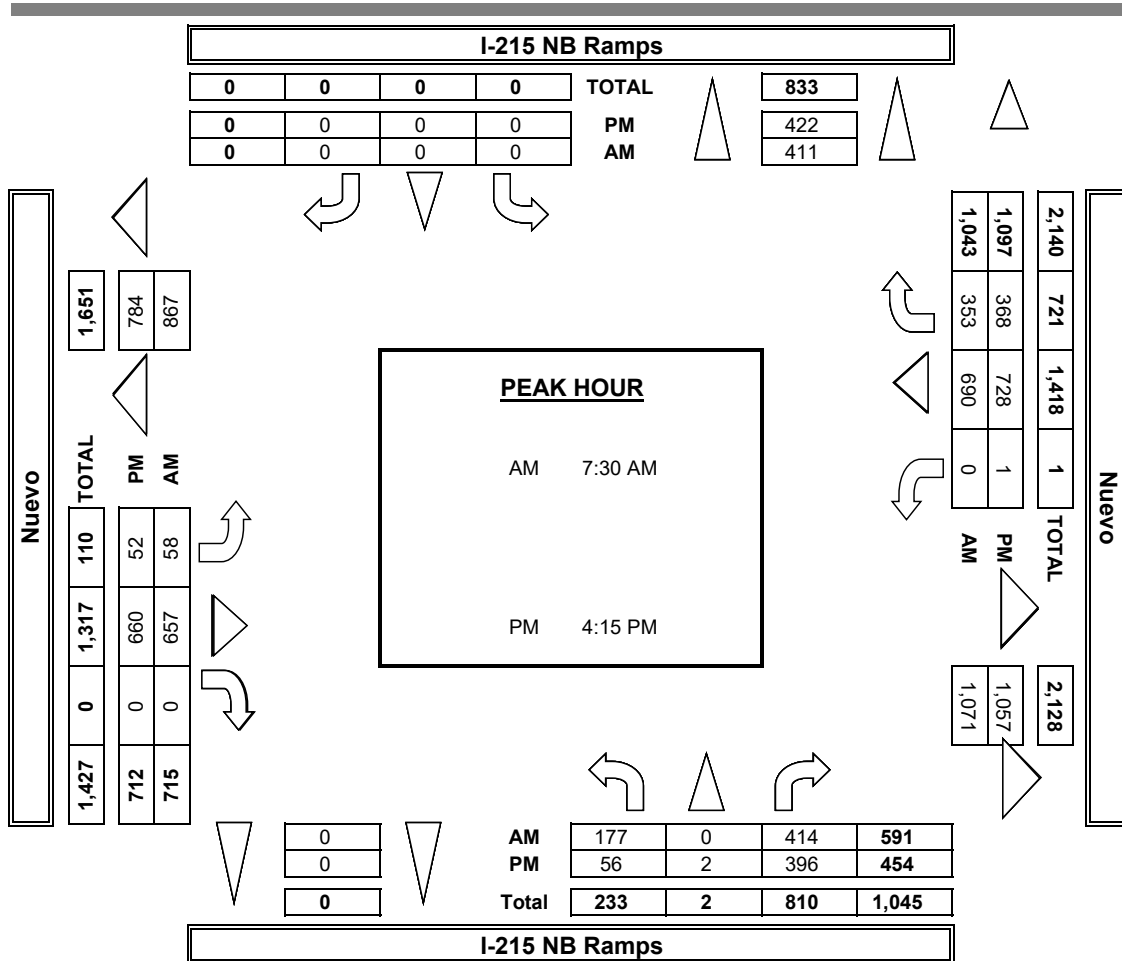 I-215 NB Ramps
0 0 0 0 TOTAL 833
0 0 0 0 PM 422
0 0 0 0 AM 411
Nuevo
1,651
784
867
TOTAL
PM
AM
110 1,317 0 1,427
52 660 0 712
58 657 0 715
PEAK HOUR
AM 7:30 AM
PM 4:15 PM
2,140 721 1,418 1 TOTAL
1,097 368 728 1 PM
1,043 353 690 0 AM
2,128
1,057
1,071
Nuevo
0 AM 177 0 414 591
0 PM 56 2 396 454
0 Total 233 2 810 1,045
I-215 NB Ramps